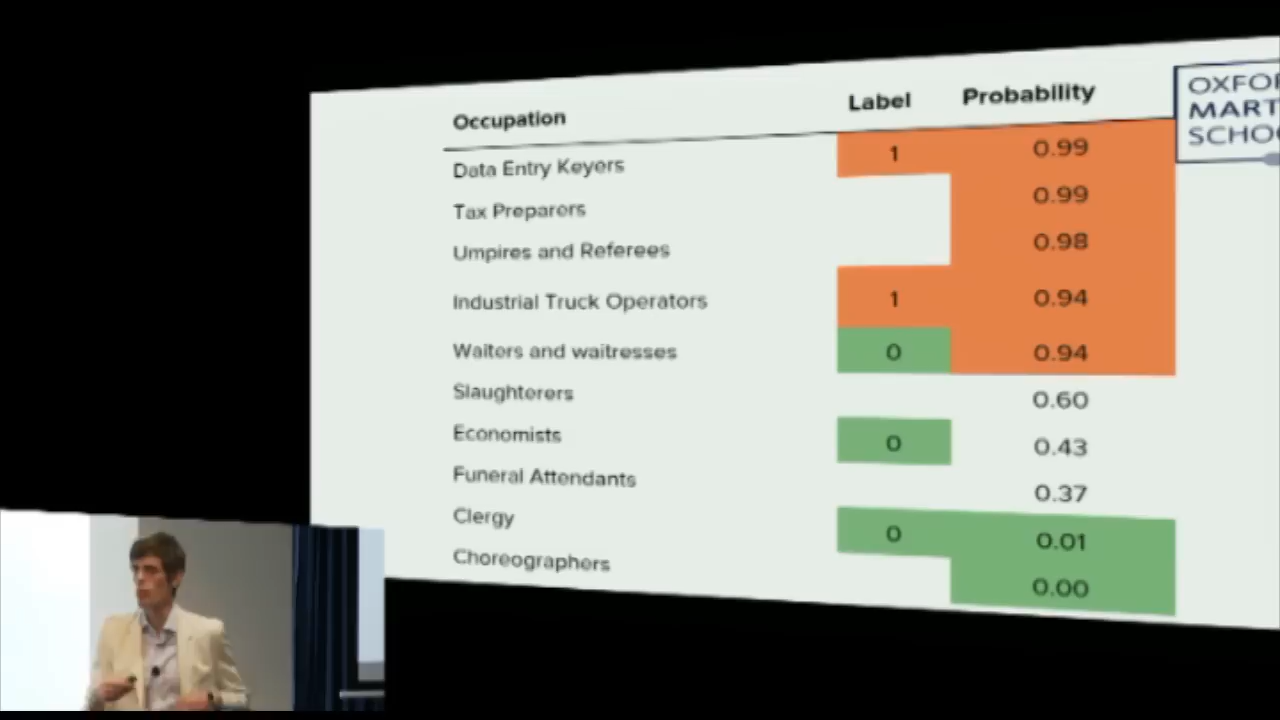 Occupation Label Probability
Data Entry Keyers 1 0.99
Tax Preparers 0.99
Umpires and Referees 0.98
Industrial Truck Operators 1 0.94
Waiters and waitresses 0 0.94
Slaughterers 0.60
Economists 0 0.43
Funeral Attendants 0.37
Clergy 0 0.01
Choreographers 0.00
OXFOR
MART
SCHOO